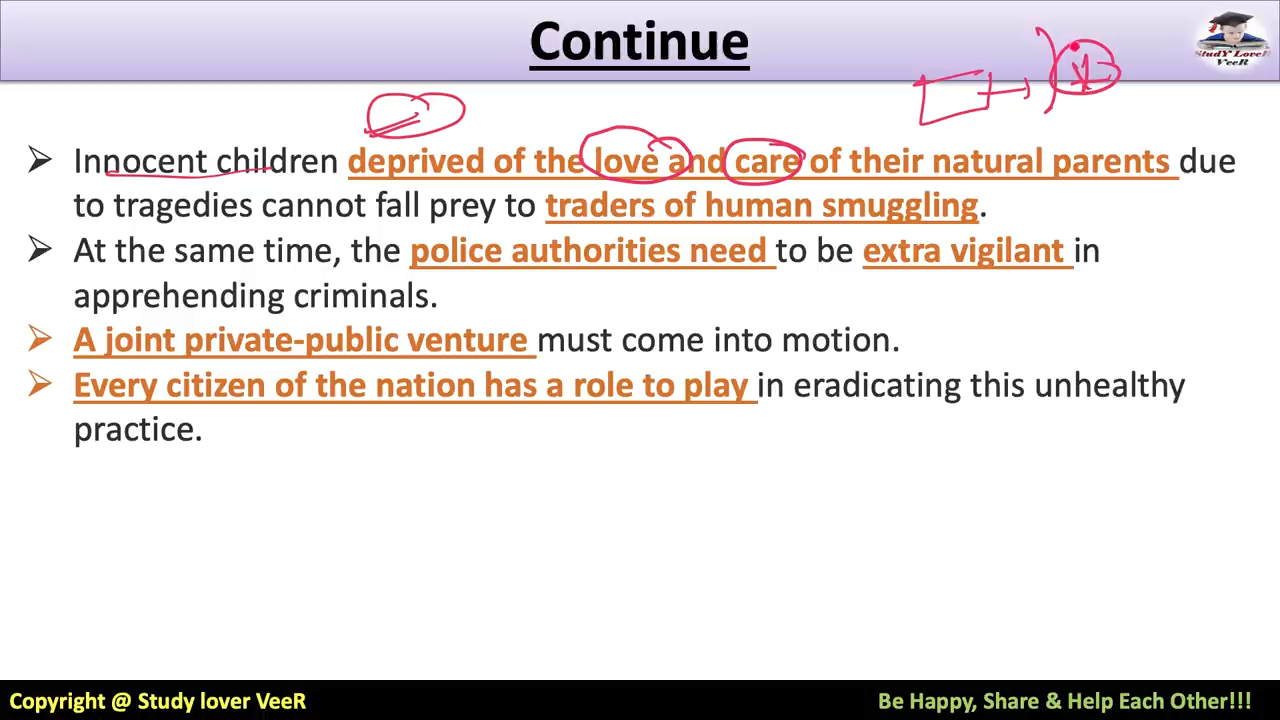 Continue
StudY LoveR
VeeR
➢ Innocent children deprived of the love and care of their natural parents due
to tragedies cannot fall prey to traders of human smuggling.
➢ At the same time, the police authorities need to be extra vigilant in
apprehending criminals.
➢ A joint private-public venture must come into motion.
➢ Every citizen of the nation has a role to play in eradicating this unhealthy
practice.
Copyright @ Study lover VeeR
Be Happy, Share & Help Each Other!!!